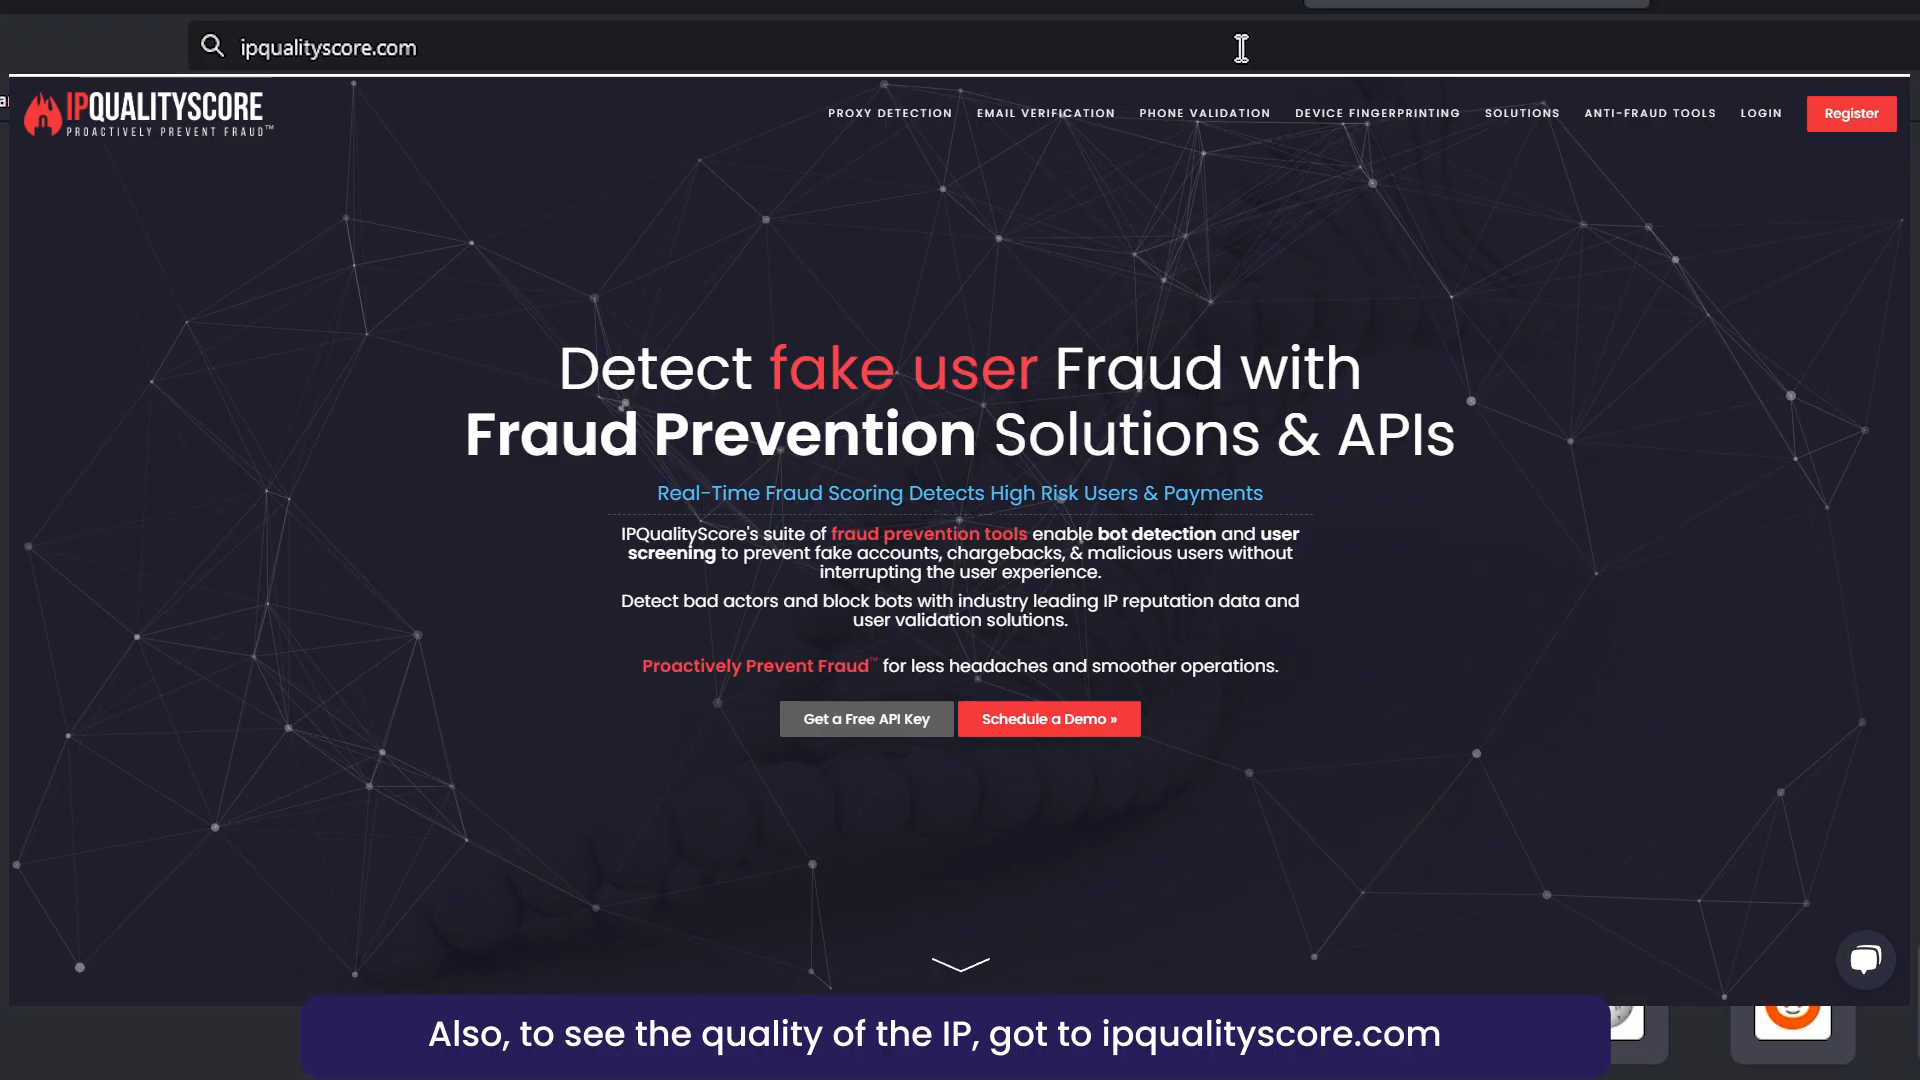 ipqualityscore.com
IPQUALITYSCORE
PROACTIVELY PREVENT FRAUD™
PROXY DETECTION EMAIL VERIFICATION PHONE VALIDATION DEVICE FINGERPRINTING SOLUTIONS ANTI-FRAUD TOOLS LOGIN Register
Detect fake user Fraud with
Fraud Prevention Solutions & APIs
Real-Time Fraud Scoring Detects High Risk Users & Payments
IPQualityScore's suite of fraud prevention tools enable bot detection and user
screening to prevent fake accounts, chargebacks, & malicious users without
interrupting the user experience.
Detect bad actors and block bots with industry leading IP reputation data and
user validation solutions.
Proactively Prevent Fraud™ for less headaches and smoother operations.
Get a Free API Key Schedule a Demo »
Also, to see the quality of the IP, got to ipqualityscore.com